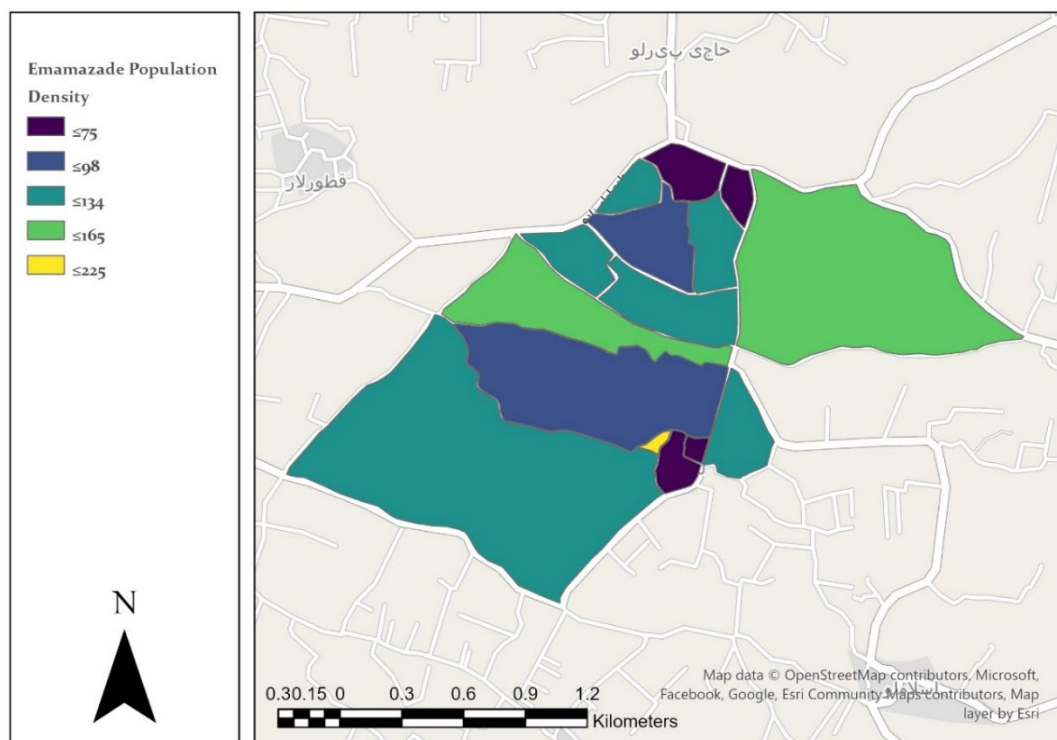 Emamazade Population
Density
≤75
≤98
≤134
≤165
≤225
N
حاجی پیرلو
قطورلار
0.30.15 0 0.3 0.6 0.9 1.2
Kilometers
Map data © OpenStreetMap contributors, Microsoft,
Facebook, Google, Esri Community Maps contributors, Map
layer by Esri